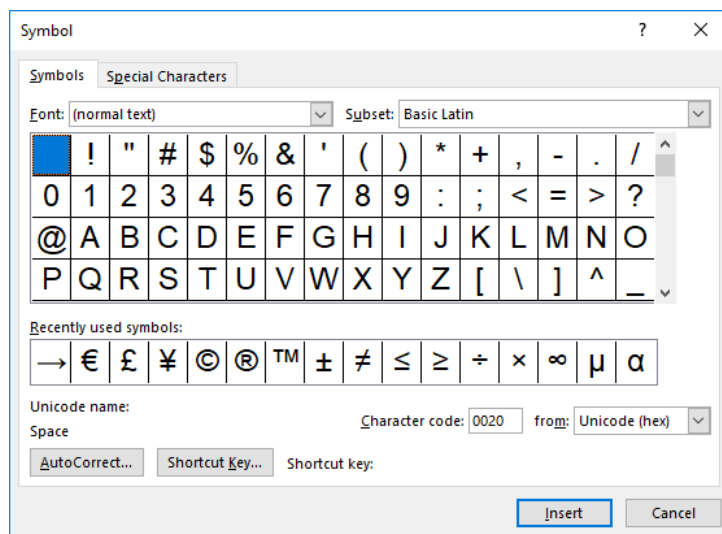 Symbol ? ×
Symbols Special Characters
Font: (normal text) Subset: Basic Latin
! " # $ % & ' ( ) * + , - . /
0 1 2 3 4 5 6 7 8 9 : ; < = > ?
@ A B C D E F G H I J K L M N O
P Q R S T U V W X Y Z [ \ ] ^ _
Recently used symbols:
→ € £ ¥ © ® ™ ± ≠ ≤ ≥ ÷ × ∞ µ α
Unicode name:
Space
Character code: 0020 from: Unicode (hex)
AutoCorrect... Shortcut Key... Shortcut key:
Insert Cancel